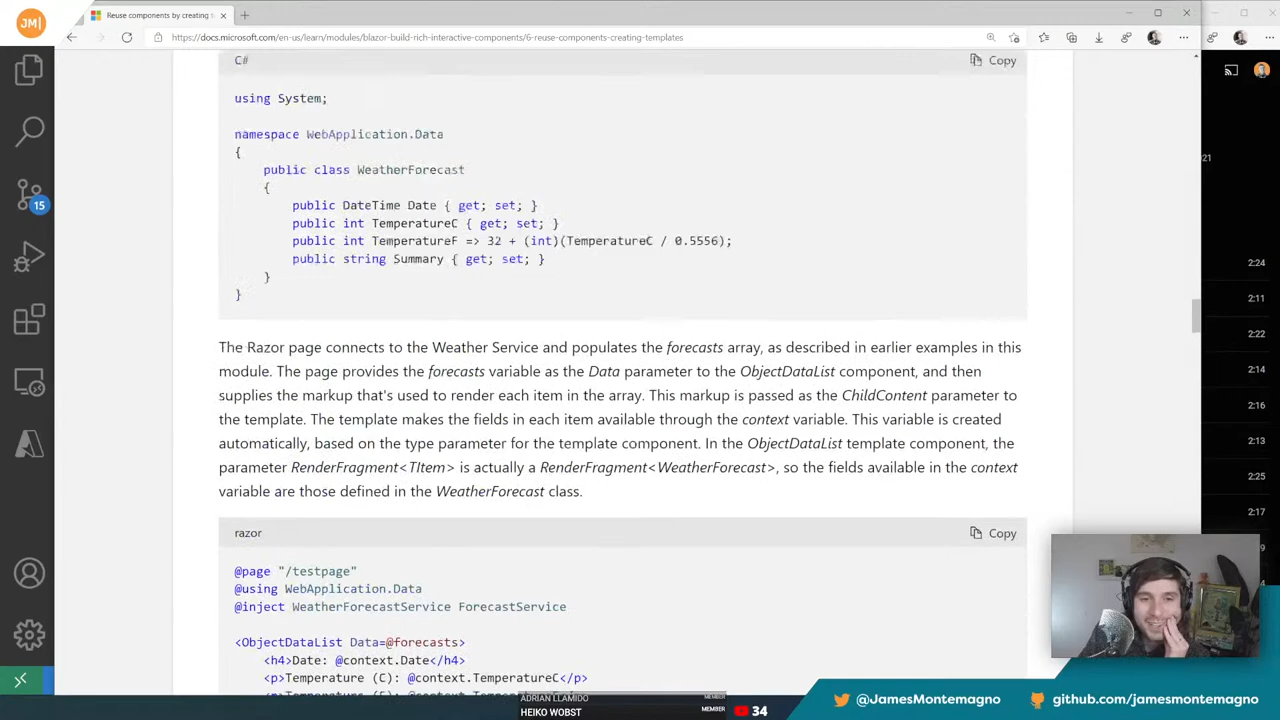 JM|
Reuse components by creating t
https://docs.microsoft.com/en-us/learn/modules/blazor-build-rich-interactive-components/6-reuse-components-creating-templates
C#
Copy
using System;
namespace WebApplication.Data
{
public class WeatherForecast
{
public DateTime Date { get; set; }
public int TemperatureC { get; set; }
public int TemperatureF => 32 + (int)(TemperatureC / 0.5556);
public string Summary { get; set; }
}
}
The Razor page connects to the Weather Service and populates the forecasts array, as described in earlier examples in this
module. The page provides the forecasts variable as the Data parameter to the ObjectDataList component, and then
supplies the markup that's used to render each item in the array. This markup is passed as the ChildContent parameter to
the template. The template makes the fields in each item available through the context variable. This variable is created
automatically, based on the type parameter for the template component. In the ObjectDataList template component, the
parameter RenderFragment<TItem> is actually a RenderFragment<WeatherForecast>, so the fields available in the context
variable are those defined in the WeatherForecast class.
razor
Copy
@page "/testpage"
@using WebApplication.Data
@inject WeatherForecastService ForecastService
<ObjectDataList Data=@forecasts>
<h4>Date: @context.Date</h4>
<p>Temperature (C): @context.TemperatureC</p>
15
21
2:24
2:11
2:22
2:14
2:16
2:13
2:25
2:17
ADRIAN LLAMIDO
MEMBER
HEIKO WOBST
MEMBER
34
@JamesMontemagno
github.com/jamesmontemagno